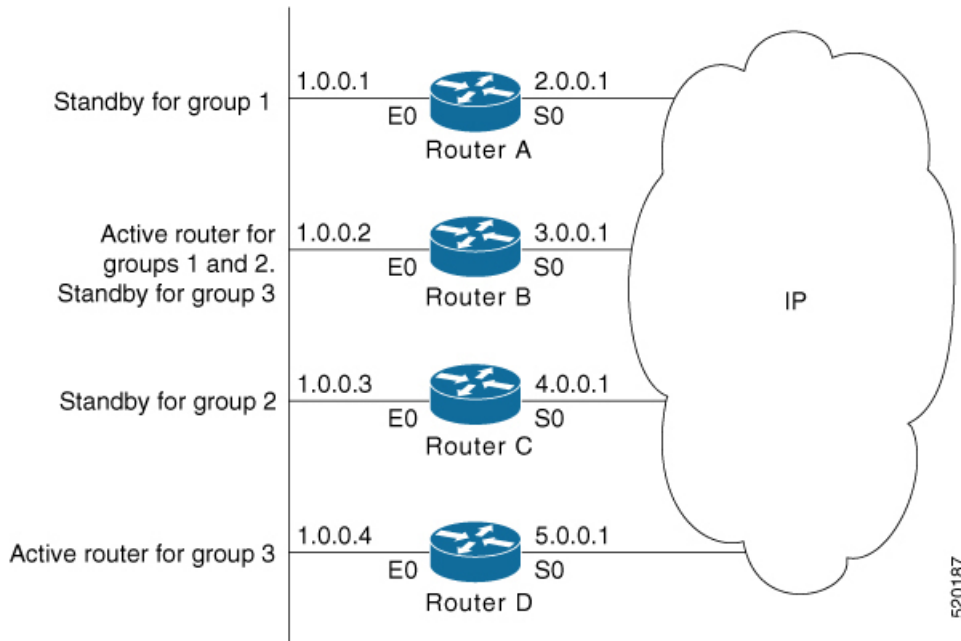 Standby for group 1
1.0.0.1
2.0.0.1
E0
S0
Router A
Active router for
groups 1 and 2.
Standby for group 3
1.0.0.2
3.0.0.1
E0
S0
Router B
IP
Standby for group 2
1.0.0.3
4.0.0.1
E0
S0
Router C
Active router for group 3
1.0.0.4
5.0.0.1
E0
S0
Router D
520187